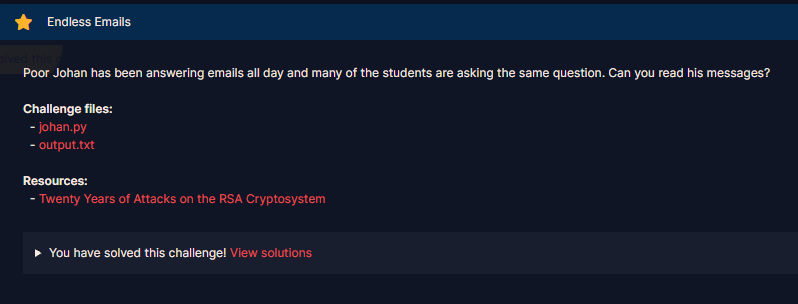 Endless Emails
Poor Johan has been answering emails all day and many of the students are asking the same question. Can you read his messages?
Challenge files:
- johan.py
- output.txt
Resources:
- Twenty Years of Attacks on the RSA Cryptosystem
You have solved this challenge! View solutions